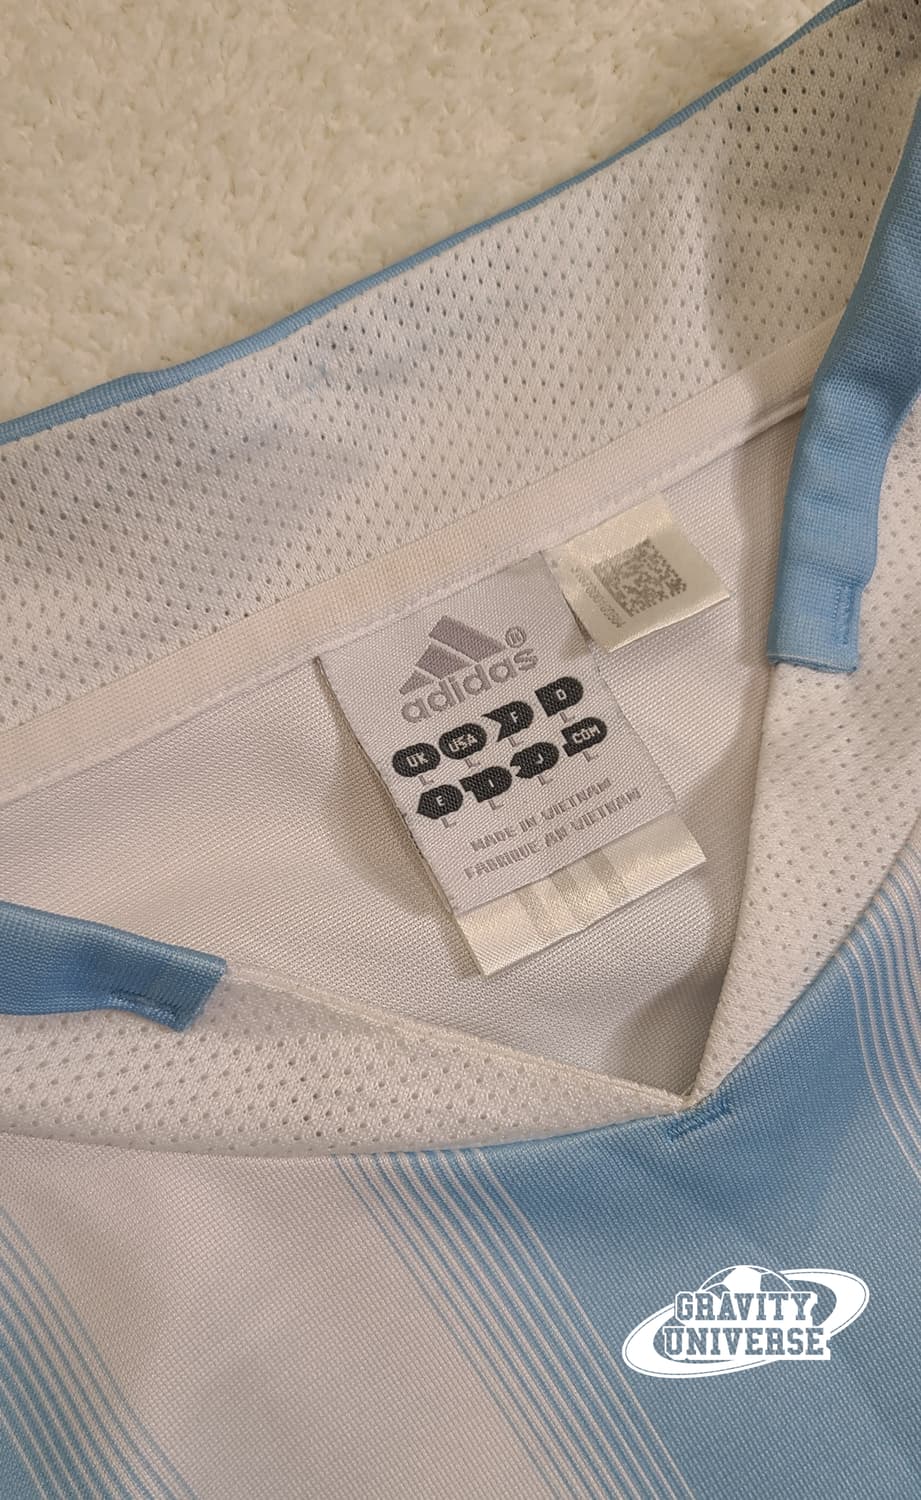 adidas
UK USA F D
L L L L
E I J COM
L L L L
MADE IN VIETNAM
FABRIQUE AU VIETNAM
GRAVITY
UNIVERSE